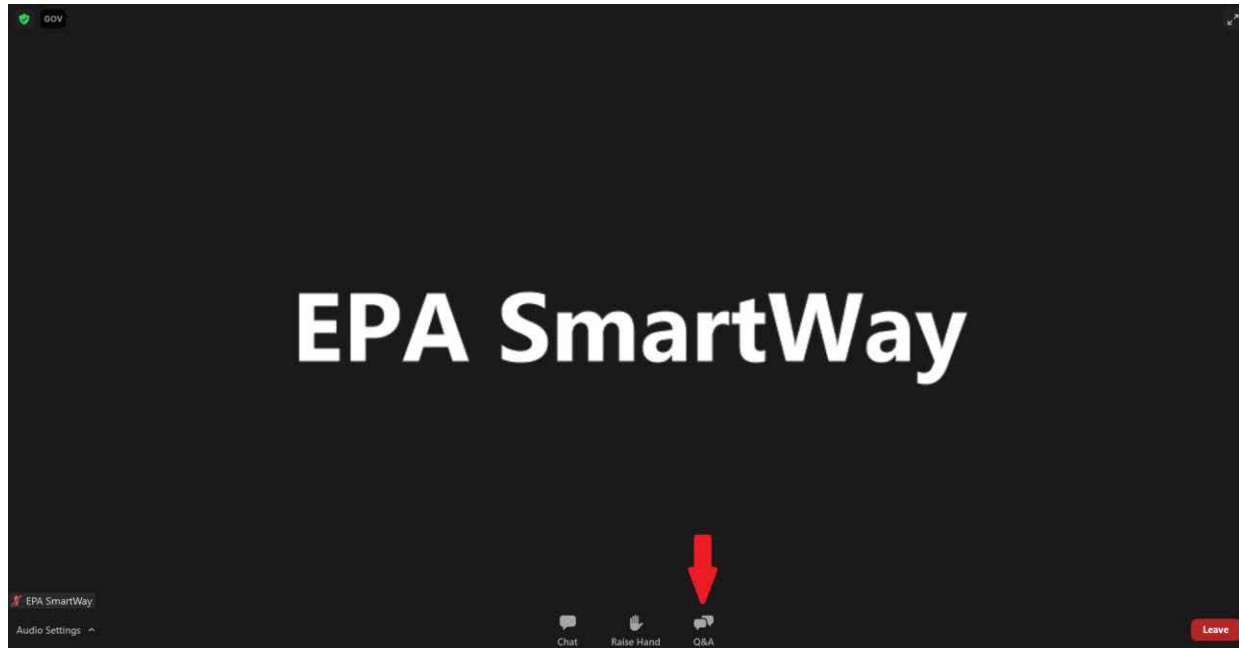 GOV
EPA SmartWay
EPA SmartWay
Audio Settings
Chat
Raise Hand
Q&A
Leave